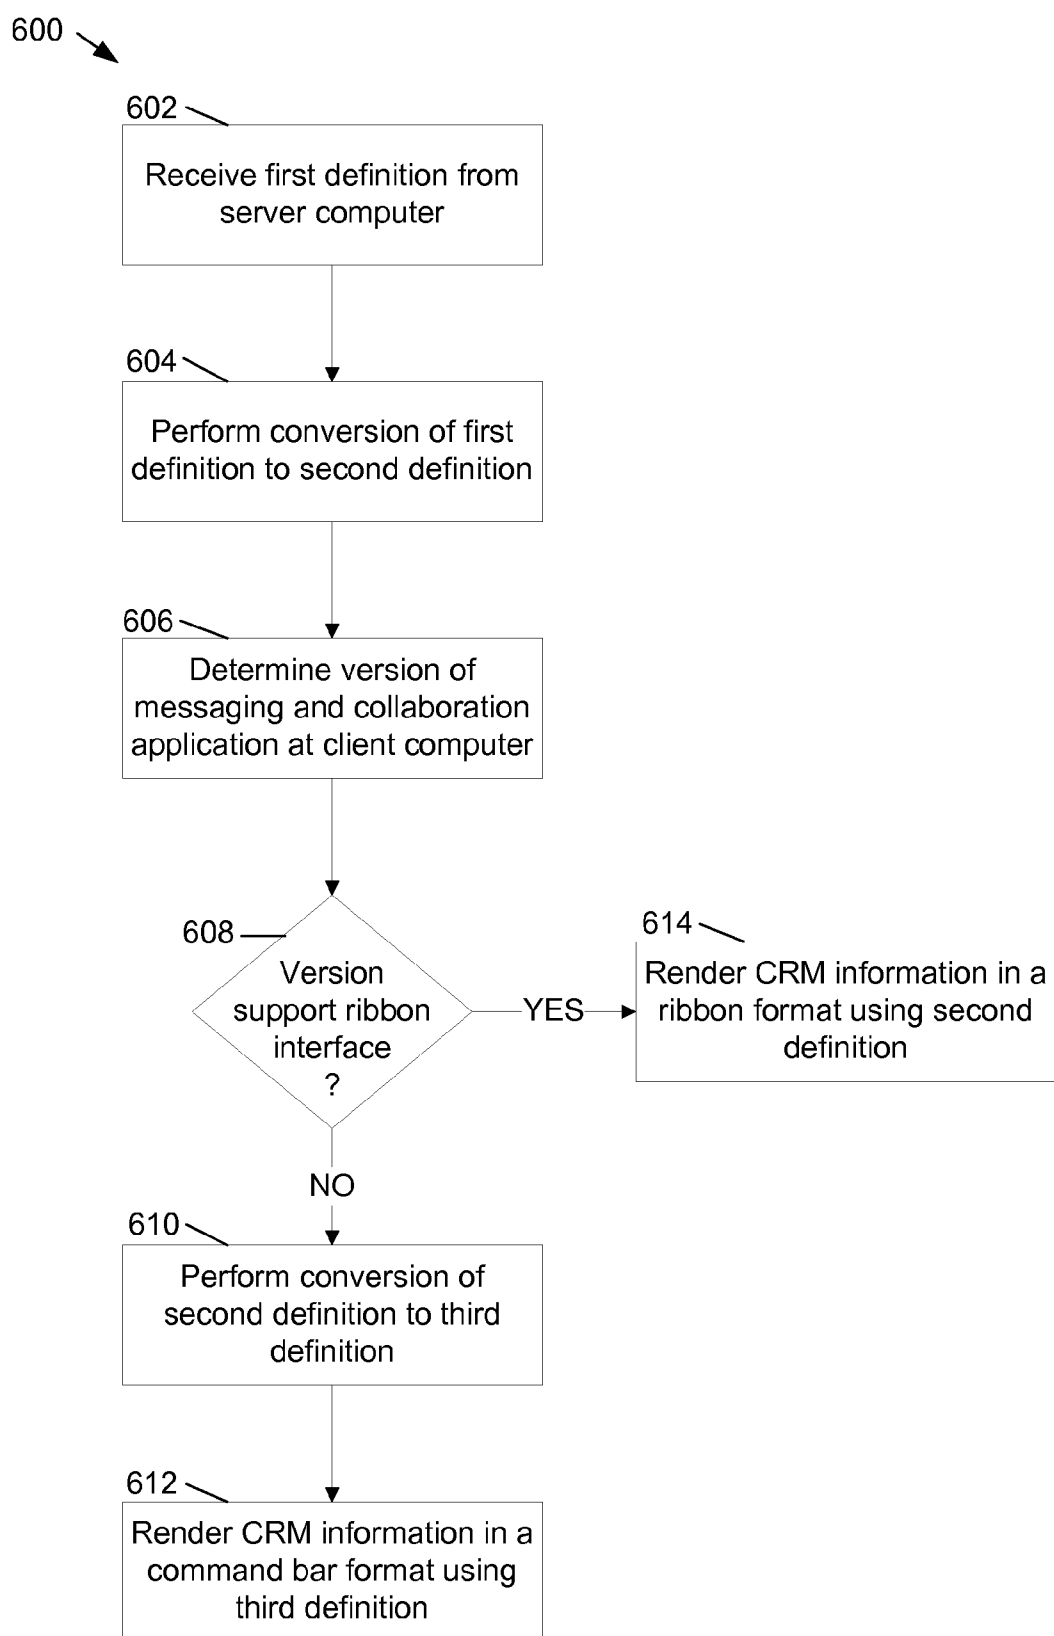 600
602
Receive first definition from
server computer
604
Perform conversion of first
definition to second definition
606
Determine version of
messaging and collaboration
application at client computer
608
Version
support ribbon
interface
?
YES
614
Render CRM information in a
ribbon format using second
definition
NO
610
Perform conversion of
second definition to third
definition
612
Render CRM information in a
command bar format using
third definition